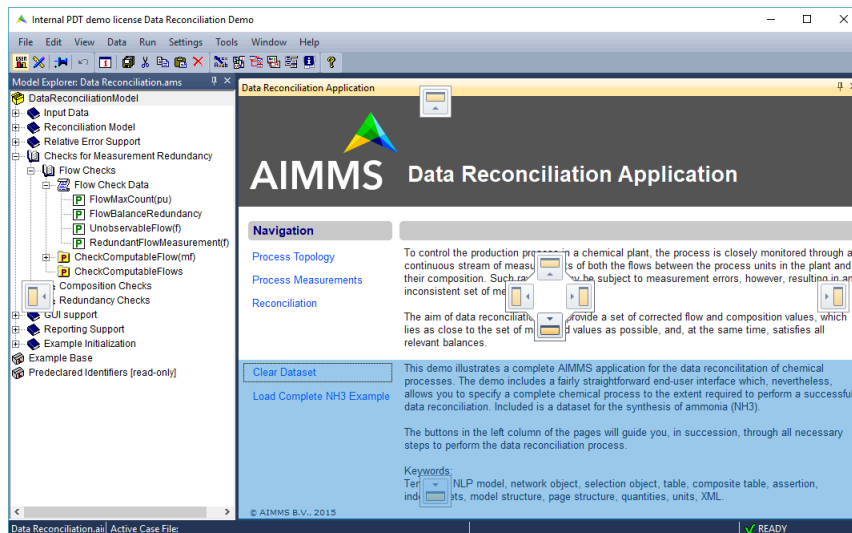 Internal PDT demo license Data Reconciliation Demo
File Edit View Data Run Settings Tools Window Help
Model Explorer: Data Reconciliation.ams
DataReconciliationModel
Input Data
Reconciliation Model
Relative Error Support
Checks for Measurement Redundancy
Flow Checks
Flow Check Data
P FlowMaxCount(pu)
P FlowBalanceRedundancy
P UnobservableFlow(f)
P RedundantFlowMeasurement(f)
P CheckComputableFlow(mf)
P CheckComputableFlows
Composition Checks
Redundancy Checks
GUI support
Reporting Support
Example Initialization
Example Base
Predeclared Identifiers [read-only]
Data Reconciliation Application
AIMMS Data Reconciliation Application
Navigation
Process Topology
Process Measurements
Reconciliation
To control the production process in a chemical plant, the process is closely monitored through a
continuous stream of of both the flows between the process units in the plant and
their composition. Such be subject to measurement errors, however, resulting in an
inconsistent set of
The aim of data provide a set of corrected flow and composition values, which
lies as close to the set of values as possible, and, at the same time, satisfies all
relevant balances.
Clear Dataset
Load Complete NH3 Example
This demo illustrates a complete AIMMS application for the data reconcilitation of chemical
processes. The demo includes a fairly straightforward end-user interface which, nevertheless,
allows you to specify a complete chemical process to the extent required to perform a successful
data reconciliation. Included is a dataset for the synthesis of ammonia (NH3).
The buttons in the left column of the pages will guide you, in succession, through all necessary
steps to perform the data reconciliation process.
Keywords:
NLP model, network object, selection object, table, composite table, assertion,
model structure, page structure, quantities, units, XML.
© AIMMS B.V., 2015
Data Reconciliation.ai Active Case File: READY